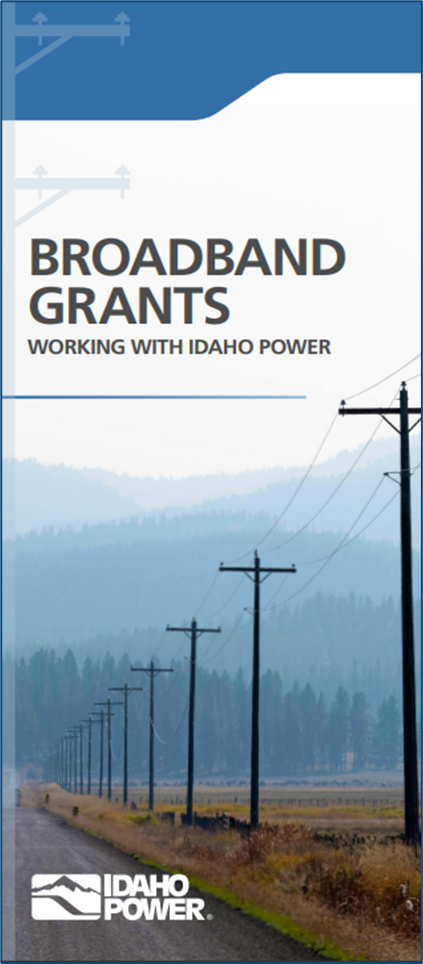 BROADBAND
GRANTS
WORKING WITH IDAHO POWER
IDAHO
POWER®